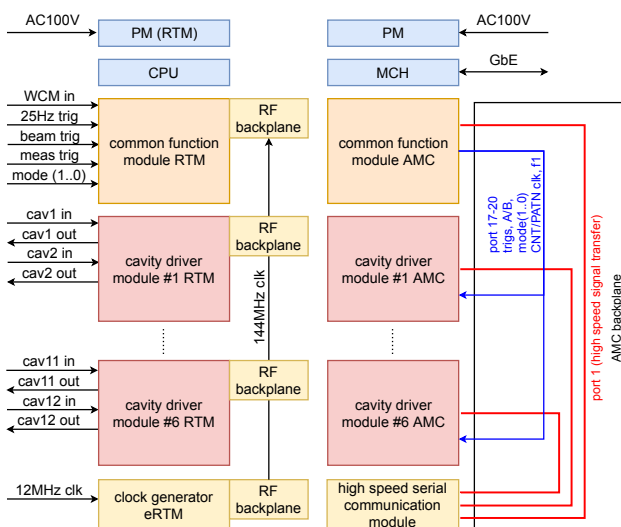 AC100V
PM (RTM)
PM
AC100V
CPU
MCH
GbE
WCM in
25Hz trig
beam trig
meas trig
mode (1..0)
common function
module RTM
RF
backplane
common function
module AMC
cav1 in
cav1 out
cav2 in
cav2 out
cavity driver
module #1 RTM
RF
backplane
cavity driver
module #1 AMC
port 17-20
trigs, A/B,
mode(1..0)
CNT/PATN clk, f1
port 1 (high speed signal transfer)
AMC backplane
144MHz clk
cav11 in
cav11 out
cav12 in
cav12 out
cavity driver
module #6 RTM
RF
backplane
cavity driver
module #6 AMC
12MHz clk
clock generator
eRTM
RF
backplane
high speed serial
communication
module